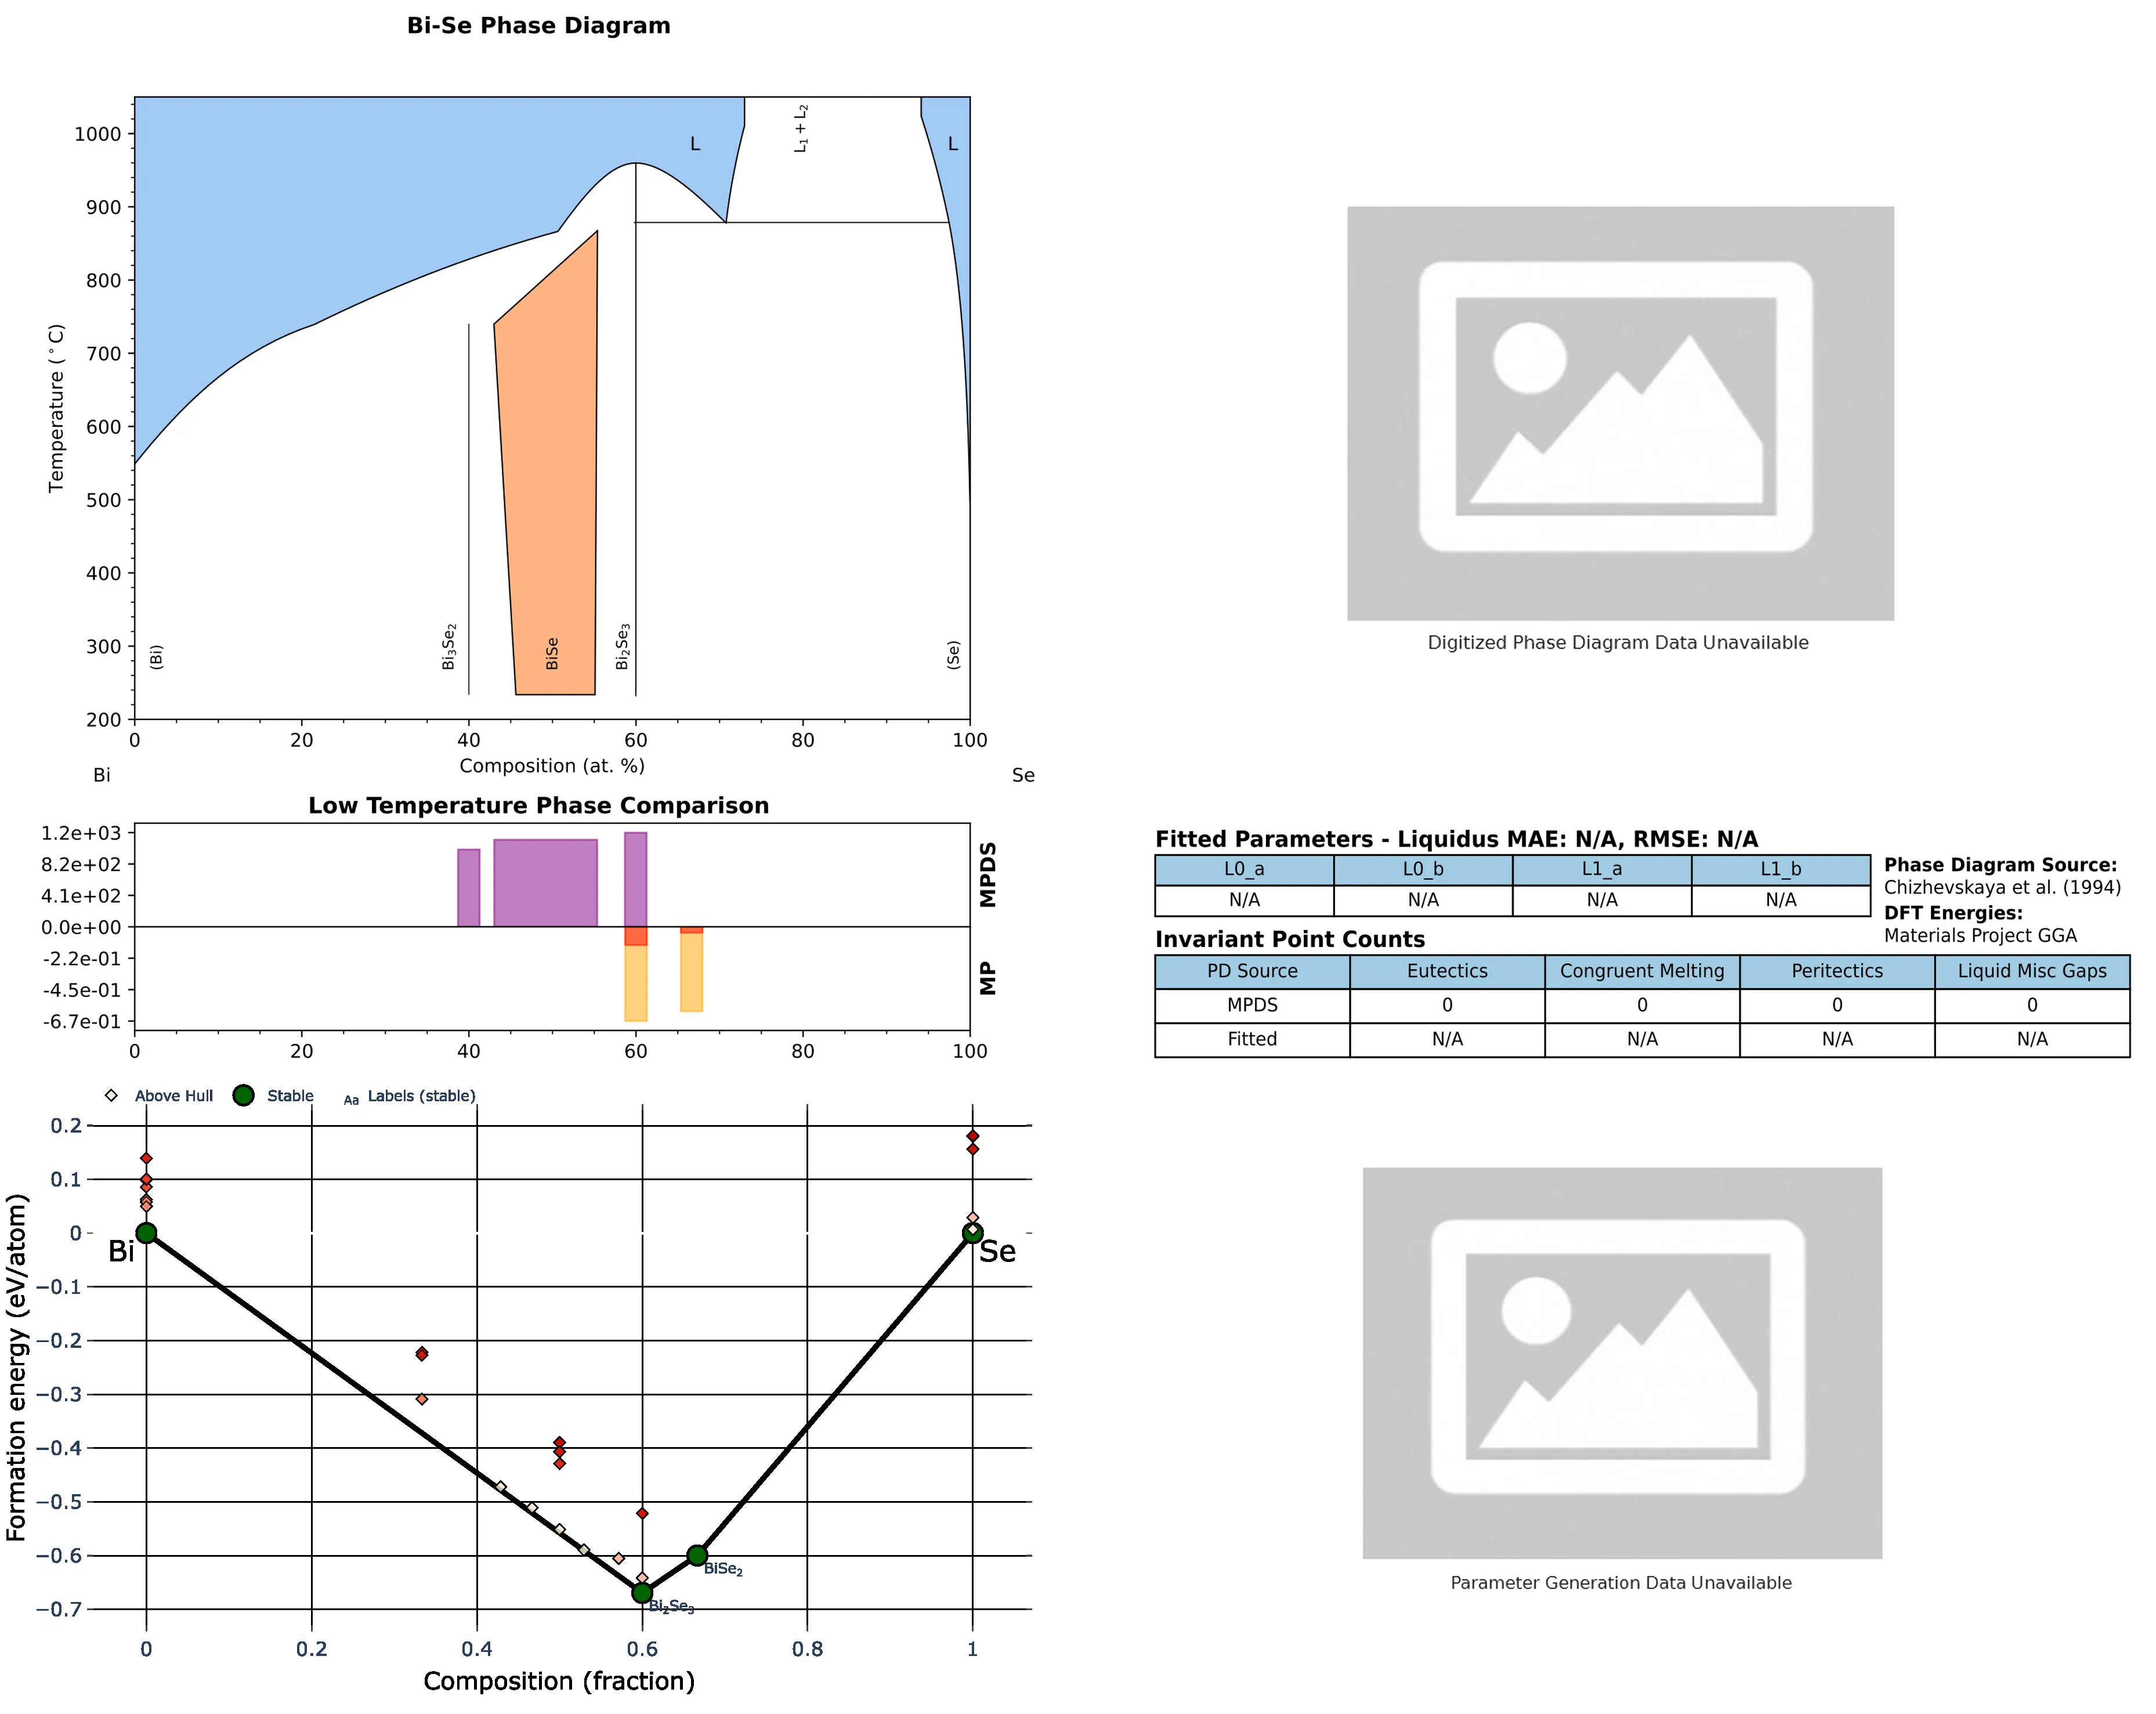 Bi-Se Phase Diagram
1000
900
800
700
600
500
400
300
200
Temperature (°C)
L
L₁ + L₂
L
(Bi)
Bi₃Se₂
BiSe
Bi₂Se₃
(Se)
0 20 40 60 80 100
Composition (at. %)
Bi Se
Digitized Phase Diagram Data Unavailable
Low Temperature Phase Comparison
1.2e+03
8.2e+02
4.1e+02
0.0e+00
-2.2e-01
-4.5e-01
-6.7e-01
MPDS
MP
0 20 40 60 80 100
Fitted Parameters - Liquidus MAE: N/A, RMSE: N/A
L0_a L0_b L1_a L1_b
N/A N/A N/A N/A
Phase Diagram Source:
Chizhevskaya et al. (1994)
DFT Energies:
Materials Project GGA
Invariant Point Counts
PD Source Eutectics Congruent Melting Peritectics Liquid Misc Gaps
MPDS 0 0 0 0
Fitted N/A N/A N/A N/A
Above Hull Stable Aa Labels (stable)
0.2
0.1
0
−0.1
−0.2
−0.3
−0.4
−0.5
−0.6
−0.7
Formation energy (eV/atom)
Bi
Se
BiSe₂
Bi₂Se₃
0 0.2 0.4 0.6 0.8 1
Composition (fraction)
Parameter Generation Data Unavailable